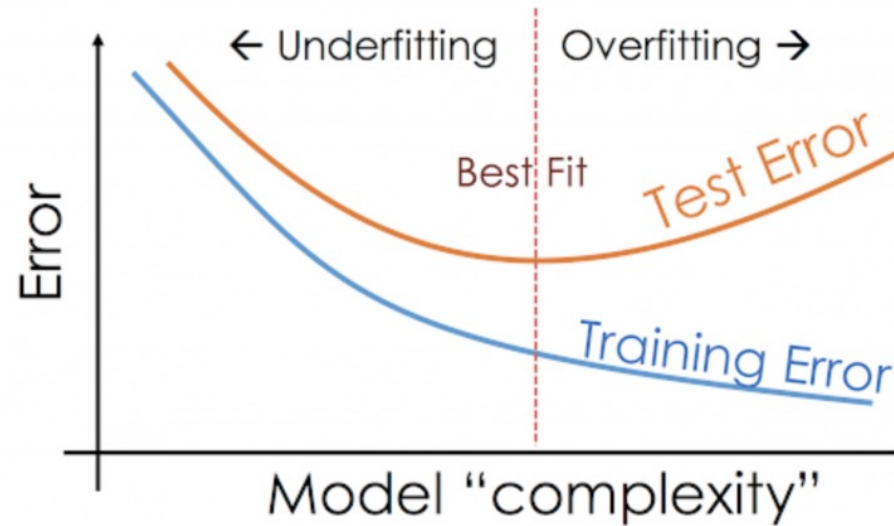 ← Underfitting
Overfitting →
Best Fit
Test Error
Training Error
Error
Model “complexity”